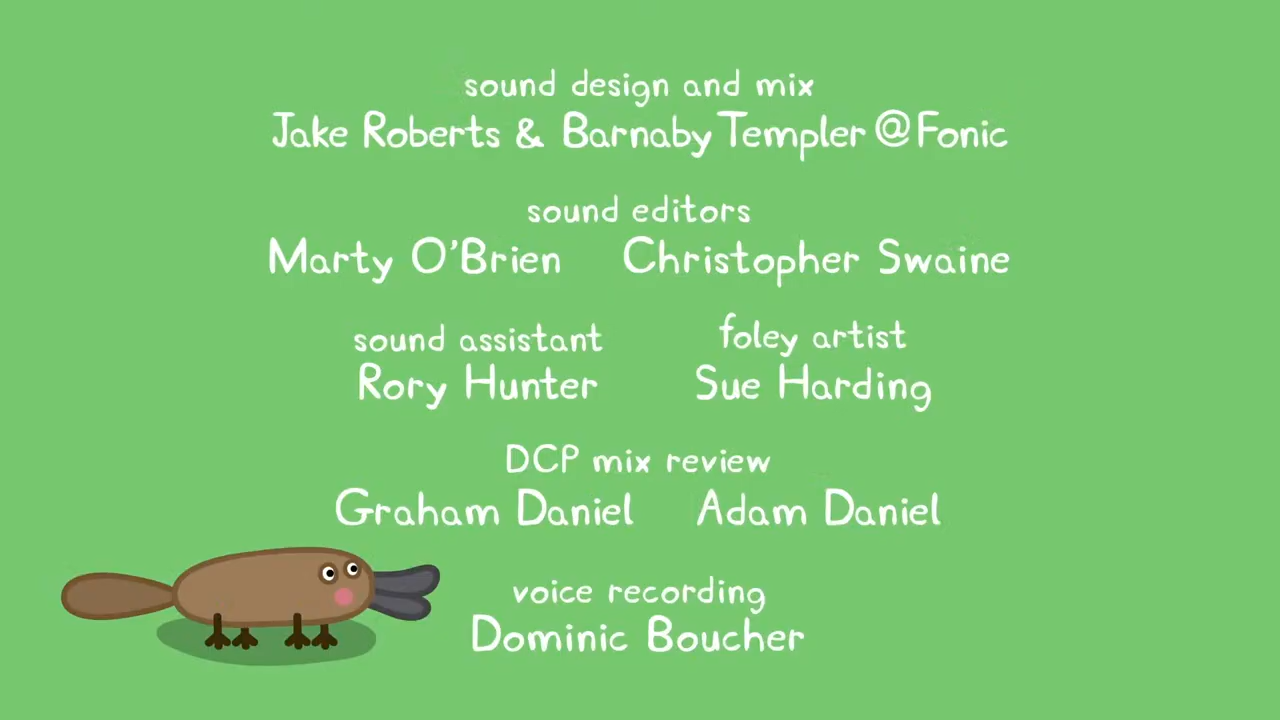 sound design and mix
Jake Roberts & Barnaby Templer @ Fonic
sound editors
Marty O'Brien Christopher Swaine
sound assistant foley artist
Rory Hunter Sue Harding
DCP mix review
Graham Daniel Adam Daniel
voice recording
Dominic Boucher